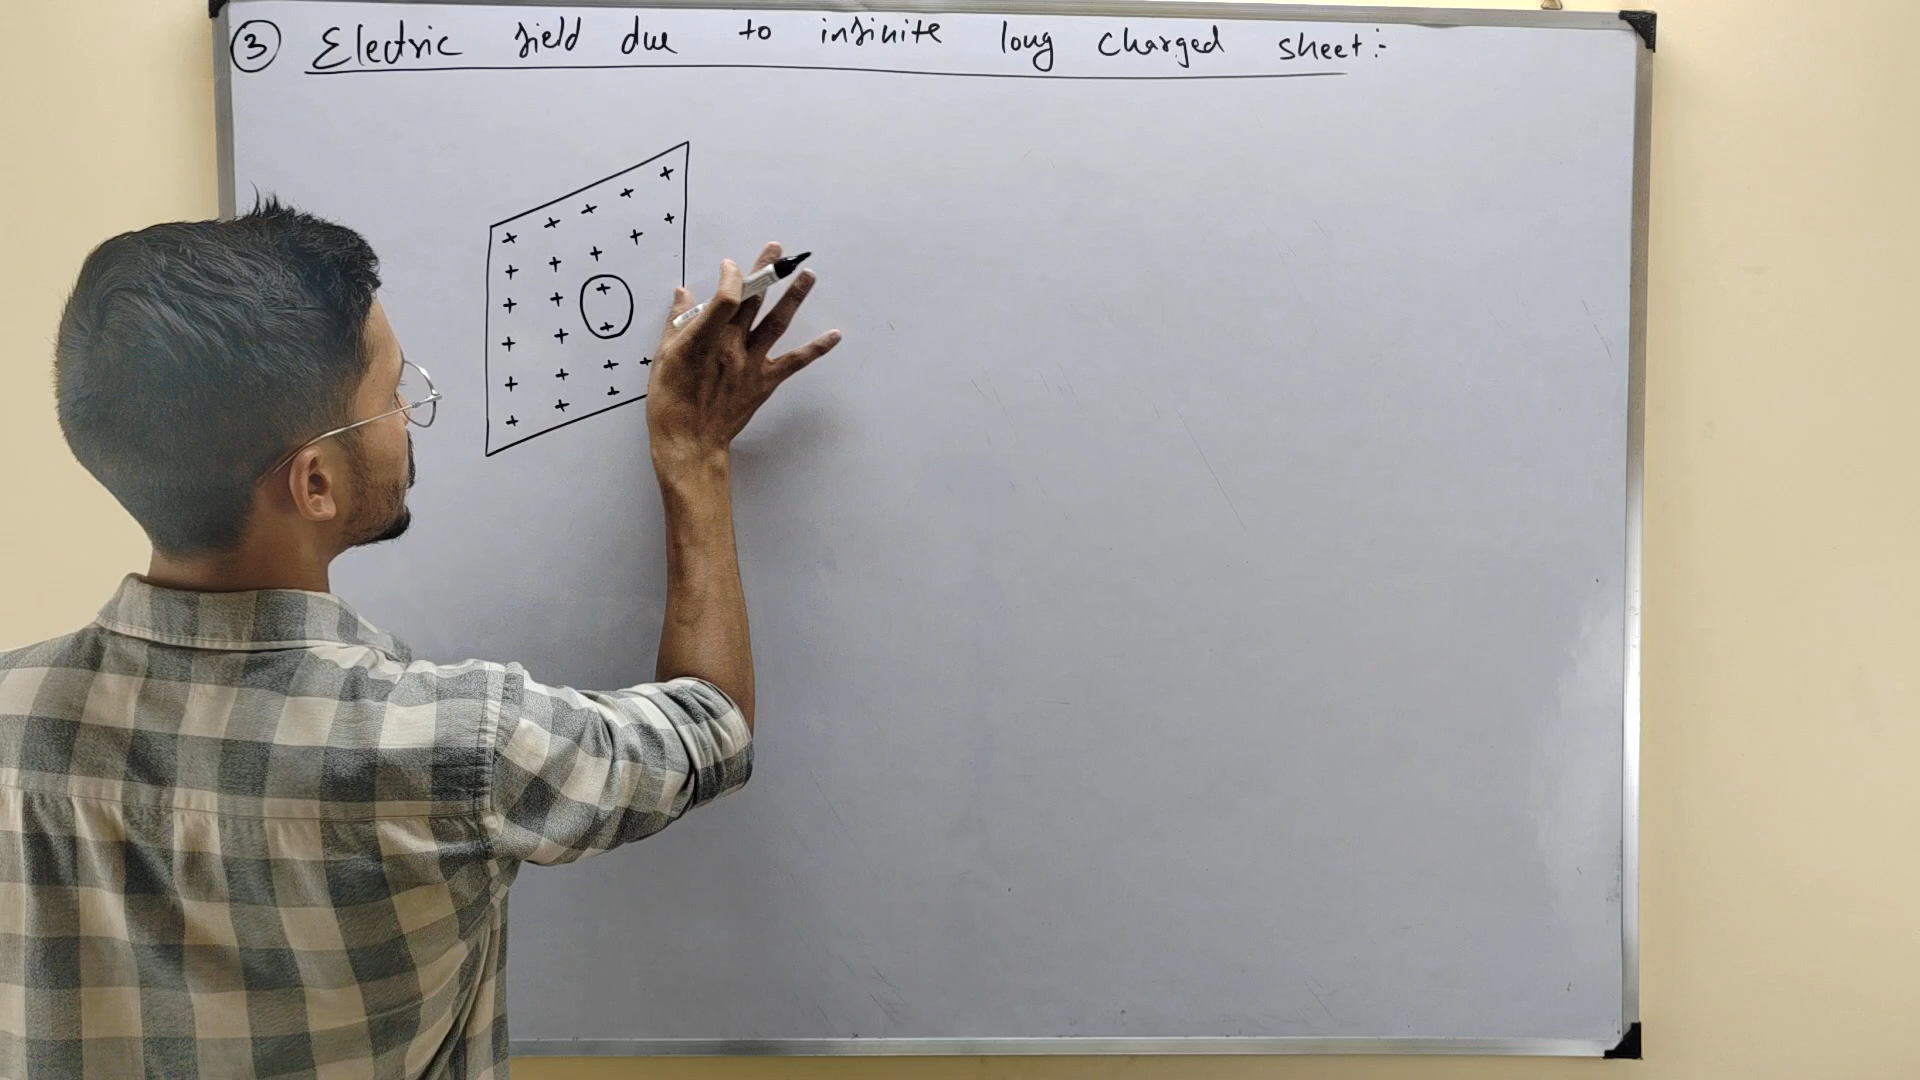 ③ Electric field due to infinite long charged sheet :-
+ + + + +
+ + + + +
+ + +
+ + +
+ + + +
+ + +